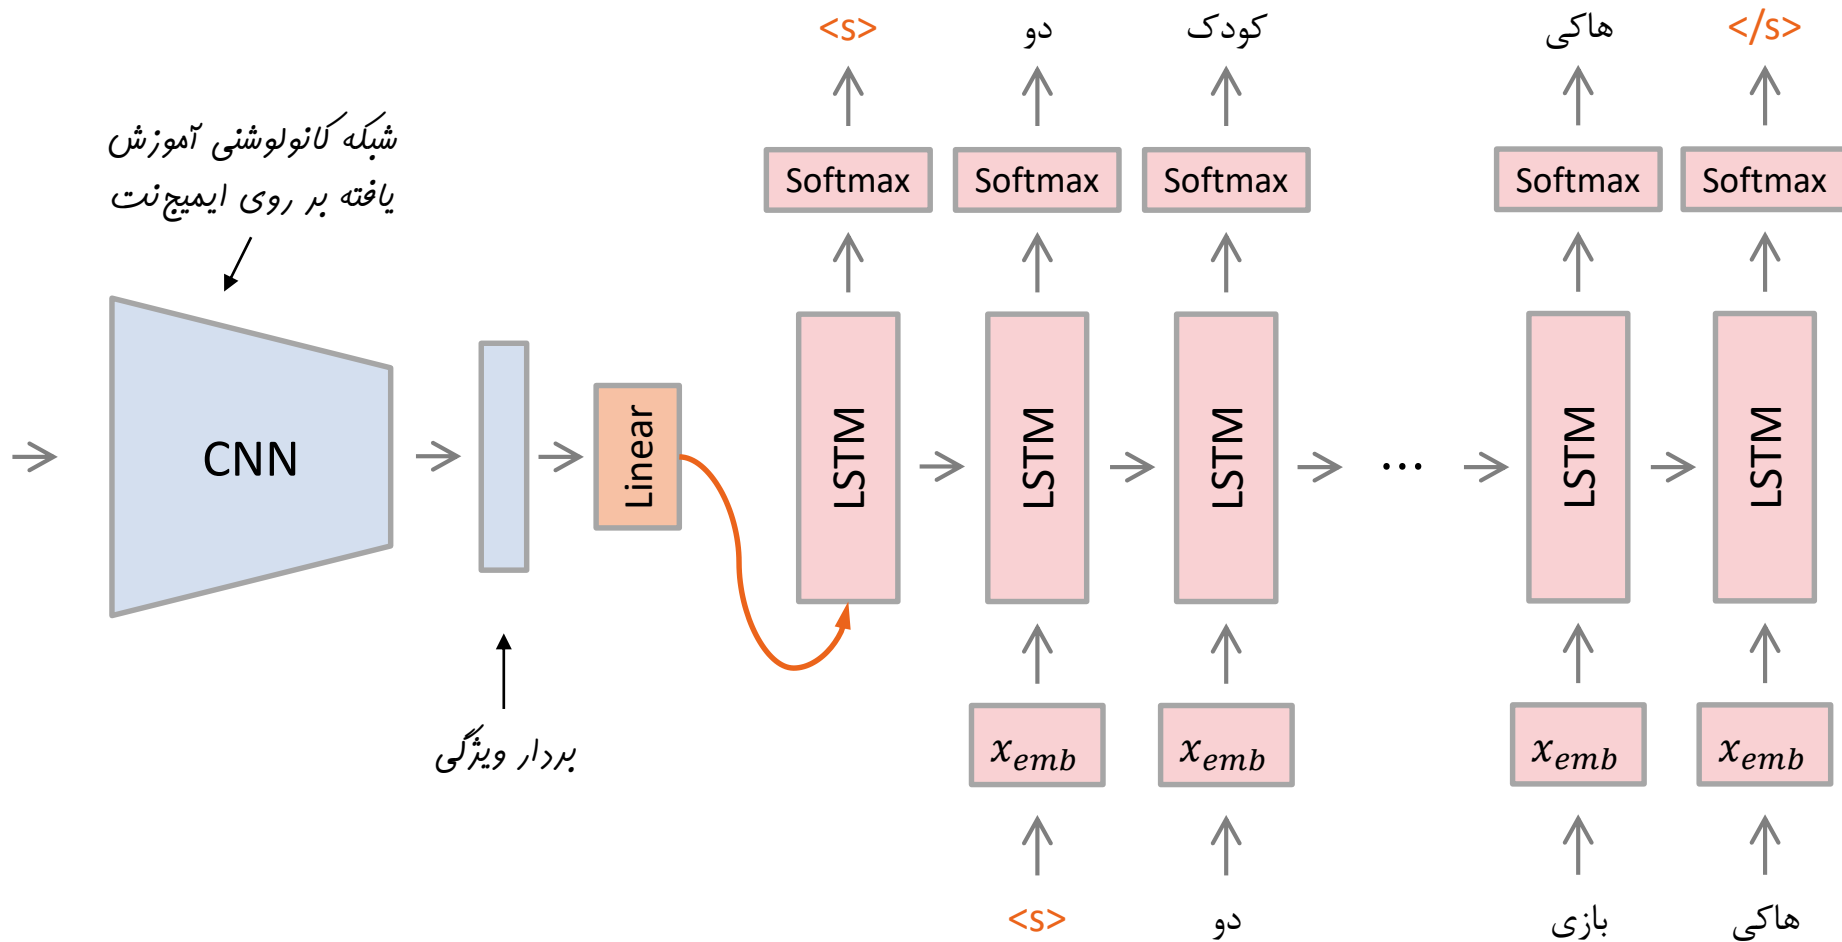 <s> دو کودک هاکی </s>
شبکه کانولوشنی آموزش
یافته بر روی ایمیج‌نت
Softmax Softmax Softmax Softmax Softmax
CNN
Linear
LSTM LSTM LSTM ... LSTM LSTM
بردار ویژگی
x_emb x_emb x_emb x_emb
<s> دو بازی هاکی